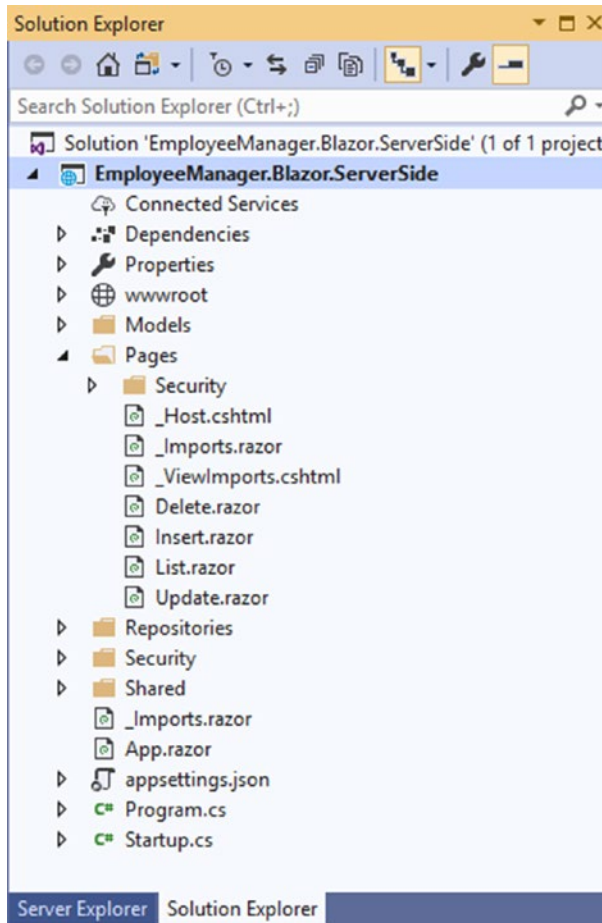 Solution Explorer
Search Solution Explorer (Ctrl+;)
Solution 'EmployeeManager.Blazor.ServerSide' (1 of 1 project
EmployeeManager.Blazor.ServerSide
Connected Services
Dependencies
Properties
wwwroot
Models
Pages
Security
_Host.cshtml
_Imports.razor
_ViewImports.cshtml
Delete.razor
Insert.razor
List.razor
Update.razor
Repositories
Security
Shared
_Imports.razor
App.razor
appsettings.json
C# Program.cs
C# Startup.cs
Server Explorer Solution Explorer